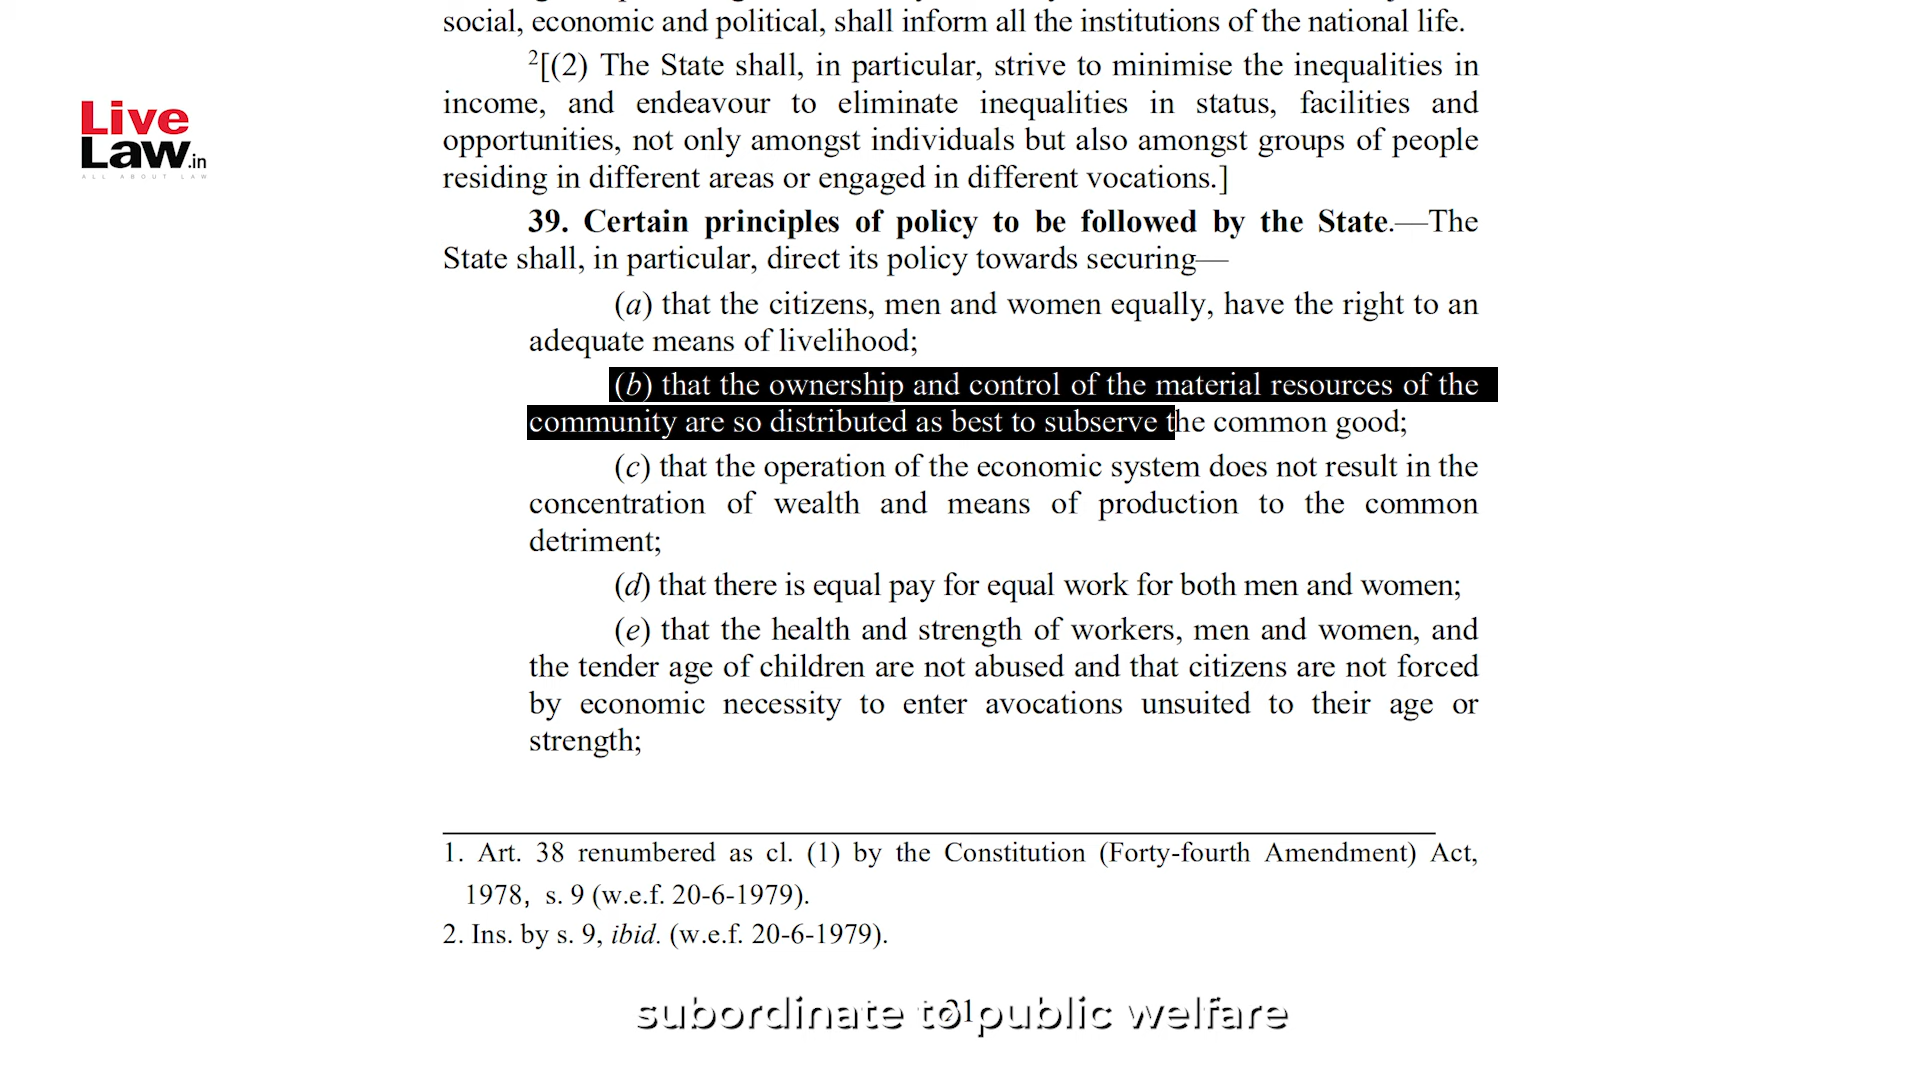 social, economic and political, shall inform all the institutions of the national life.
2[(2) The State shall, in particular, strive to minimise the inequalities in
income, and endeavour to eliminate inequalities in status, facilities and
opportunities, not only amongst individuals but also amongst groups of people
residing in different areas or engaged in different vocations.]
Live
Law.in
ALL ABOUT LAW
39. Certain principles of policy to be followed by the State.—The
State shall, in particular, direct its policy towards securing—
(a) that the citizens, men and women equally, have the right to an
adequate means of livelihood;
(b) that the ownership and control of the material resources of the
community are so distributed as best to subserve the common good;
(c) that the operation of the economic system does not result in the
concentration of wealth and means of production to the common
detriment;
(d) that there is equal pay for equal work for both men and women;
(e) that the health and strength of workers, men and women, and
the tender age of children are not abused and that citizens are not forced
by economic necessity to enter avocations unsuited to their age or
strength;
1. Art. 38 renumbered as cl. (1) by the Constitution (Forty-fourth Amendment) Act,
1978, s. 9 (w.e.f. 20-6-1979).
2. Ins. by s. 9, ibid. (w.e.f. 20-6-1979).
subordinate to public welfare